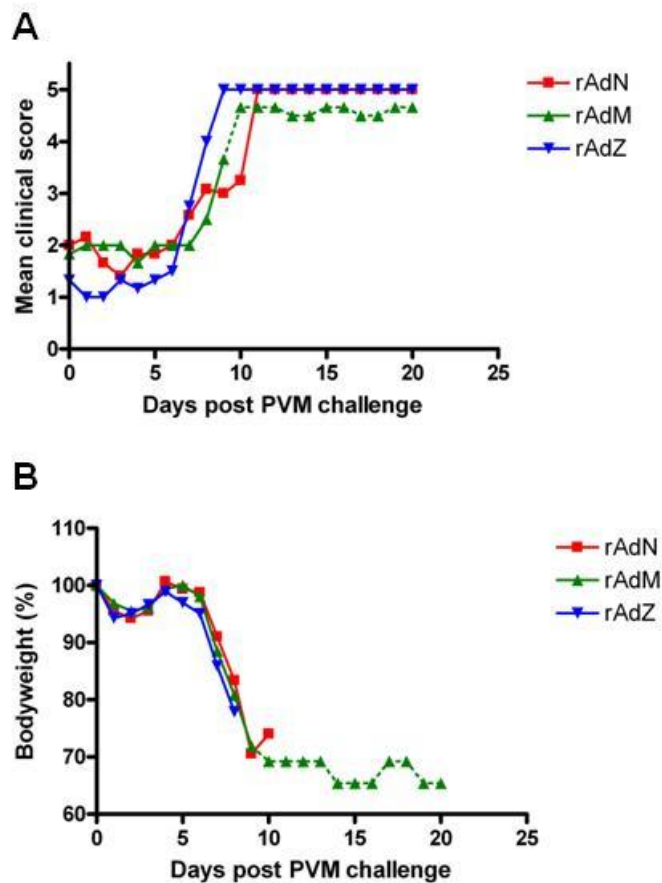 A
Mean clinical score
5
4
3
2
1
0
0 5 10 15 20 25
Days post PVM challenge
rAdN
rAdM
rAdZ
B
Bodyweight (%)
110
100
90
80
70
60
0 5 10 15 20 25
Days post PVM challenge
rAdN
rAdM
rAdZ